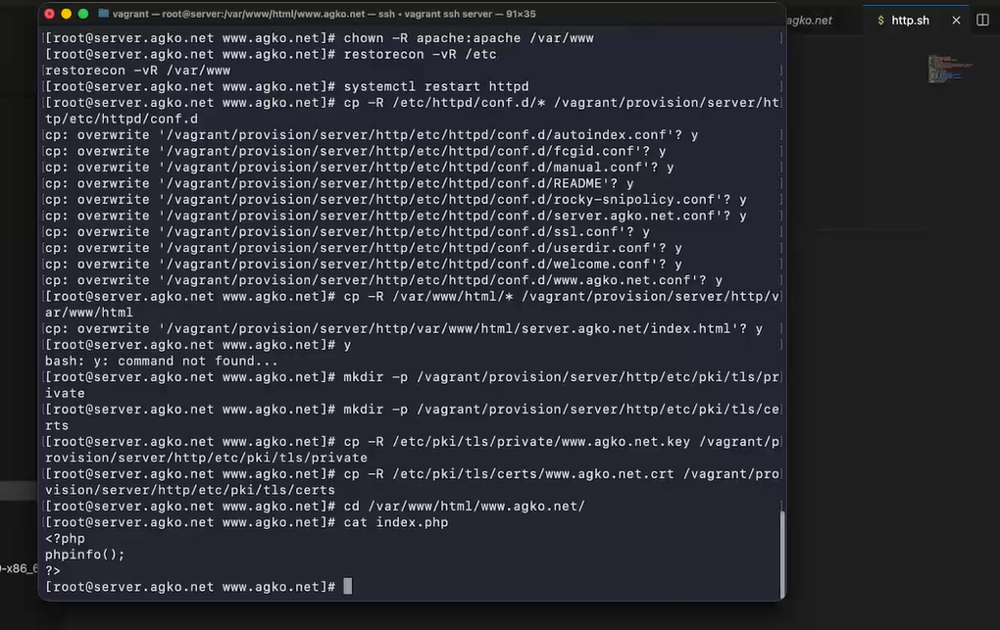 vagrant — root@server:/var/www/html/www.agko.net — ssh • vagrant ssh server — 91×35
agko.net
$ http.sh
[root@server.agko.net www.agko.net]# chown -R apache:apache /var/www
[root@server.agko.net www.agko.net]# restorecon -vR /etc
restorecon -vR /var/www
[root@server.agko.net www.agko.net]# systemctl restart httpd
[root@server.agko.net www.agko.net]# cp -R /etc/httpd/conf.d/* /vagrant/provision/server/ht
tp/etc/httpd/conf.d
cp: overwrite '/vagrant/provision/server/http/etc/httpd/conf.d/autoindex.conf'? y
cp: overwrite '/vagrant/provision/server/http/etc/httpd/conf.d/fcgid.conf'? y
cp: overwrite '/vagrant/provision/server/http/etc/httpd/conf.d/manual.conf'? y
cp: overwrite '/vagrant/provision/server/http/etc/httpd/conf.d/README'? y
cp: overwrite '/vagrant/provision/server/http/etc/httpd/conf.d/rocky-snipolicy.conf'? y
cp: overwrite '/vagrant/provision/server/http/etc/httpd/conf.d/server.agko.net.conf'? y
cp: overwrite '/vagrant/provision/server/http/etc/httpd/conf.d/ssl.conf'? y
cp: overwrite '/vagrant/provision/server/http/etc/httpd/conf.d/userdir.conf'? y
cp: overwrite '/vagrant/provision/server/http/etc/httpd/conf.d/welcome.conf'? y
cp: overwrite '/vagrant/provision/server/http/etc/httpd/conf.d/www.agko.net.conf'? y
[root@server.agko.net www.agko.net]# cp -R /var/www/html/* /vagrant/provision/server/http/v
ar/www/html
cp: overwrite '/vagrant/provision/server/http/var/www/html/server.agko.net/index.html'? y
[root@server.agko.net www.agko.net]# y
bash: y: command not found...
[root@server.agko.net www.agko.net]# mkdir -p /vagrant/provision/server/http/etc/pki/tls/pr
ivate
[root@server.agko.net www.agko.net]# mkdir -p /vagrant/provision/server/http/etc/pki/tls/ce
rts
[root@server.agko.net www.agko.net]# cp -R /etc/pki/tls/private/www.agko.net.key /vagrant/p
rovision/server/http/etc/pki/tls/private
[root@server.agko.net www.agko.net]# cp -R /etc/pki/tls/certs/www.agko.net.crt /vagrant/pro
vision/server/http/etc/pki/tls/certs
[root@server.agko.net www.agko.net]# cd /var/www/html/www.agko.net/
[root@server.agko.net www.agko.net]# cat index.php
<?php
phpinfo();
?>
[root@server.agko.net www.agko.net]#